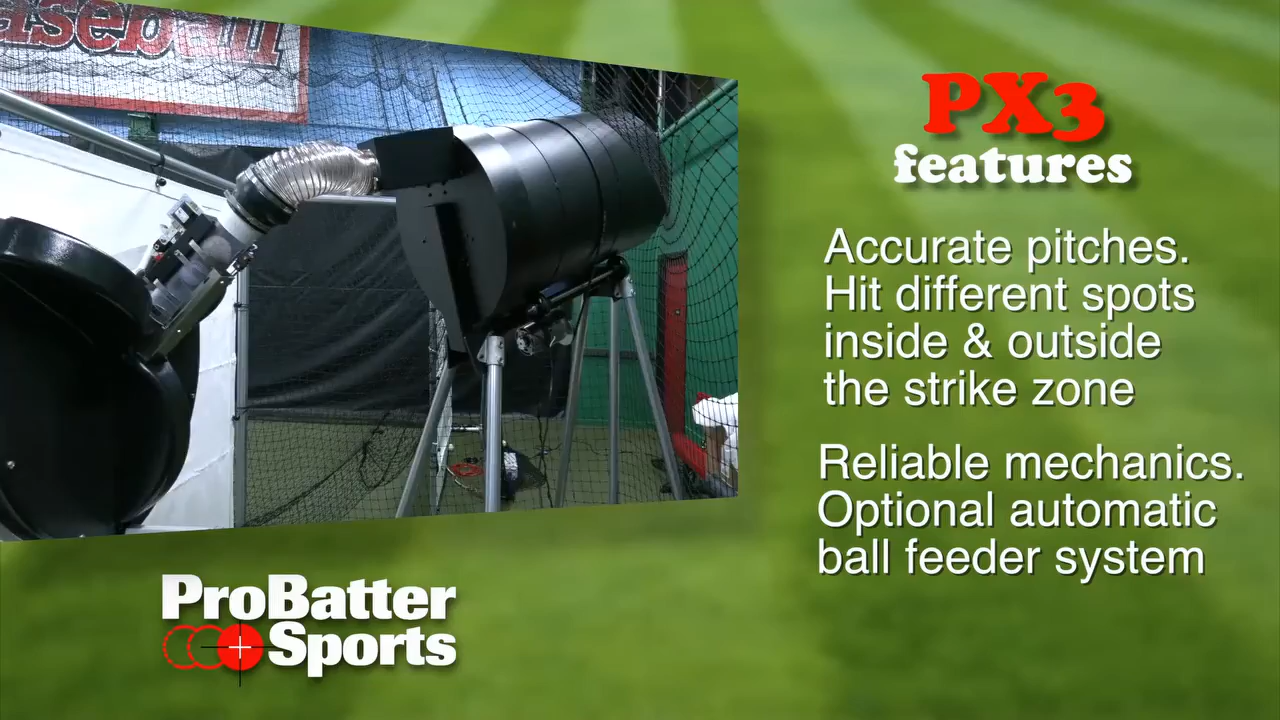 PX3
features
Accurate pitches.
Hit different spots
inside & outside
the strike zone
Reliable mechanics.
Optional automatic
ball feeder system
ProBatter
Sports